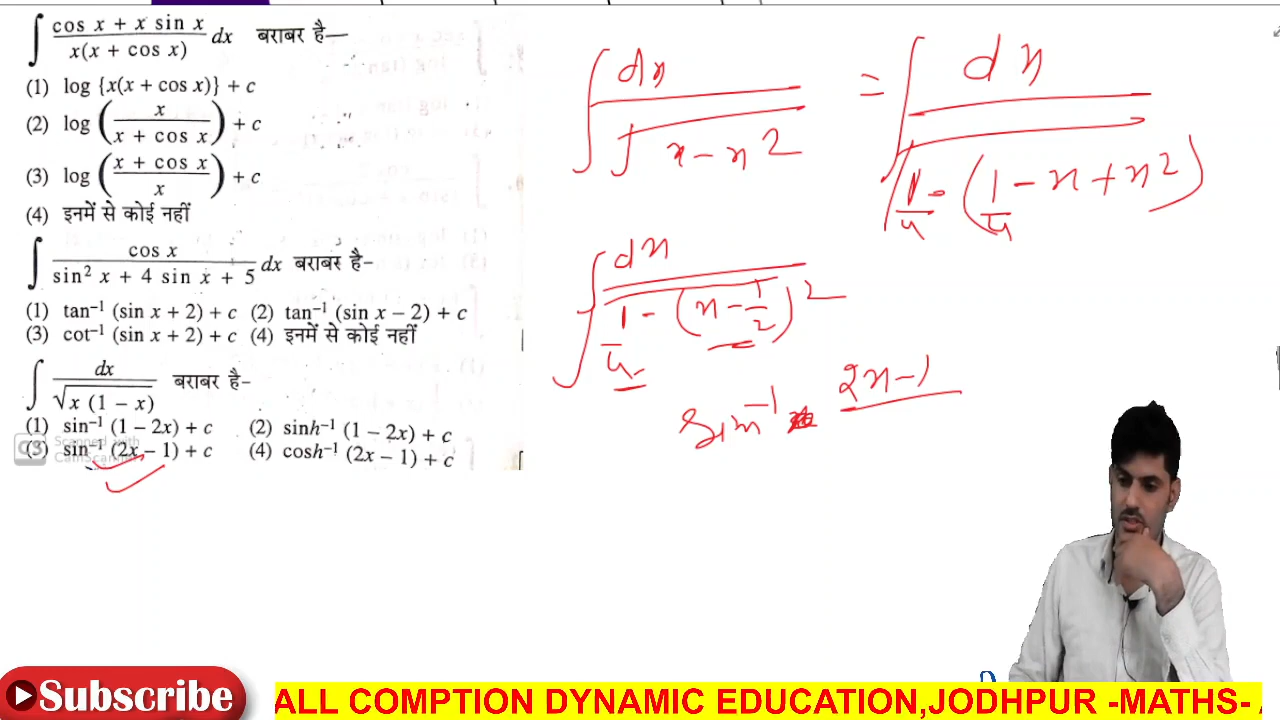 ∫ (cos x + x sin x)/(x(x + cos x)) dx बराबर है—
(1) log {x(x + cos x)} + c
(2) log (x/(x + cos x)) + c
(3) log ((x + cos x)/x) + c
(4) इनमें से कोई नहीं
∫ cos x/(sin² x + 4 sin x + 5) dx बराबर है–
(1) tan⁻¹ (sin x + 2) + c (2) tan⁻¹ (sin x − 2) + c
(3) cot⁻¹ (sin x + 2) + c (4) इनमें से कोई नहीं
∫ dx/√(x (1 − x)) बराबर है–
(1) sin⁻¹ (1 − 2x) + c (2) sinh⁻¹ (1 − 2x) + c
(3) sin⁻¹ (2x − 1) + c (4) cosh⁻¹ (2x − 1) + c
CS Scanned with
CamScanner
∫ dx/√(x − x²) = ∫ dx/√(1/4 − (1/4 − x + x²))
∫ dx/√(1/4 − (x − 1/2)²)
sin⁻¹ 2x − 1
Subscribe
ALL COMPTION DYNAMIC EDUCATION,JODHPUR -MATHS-